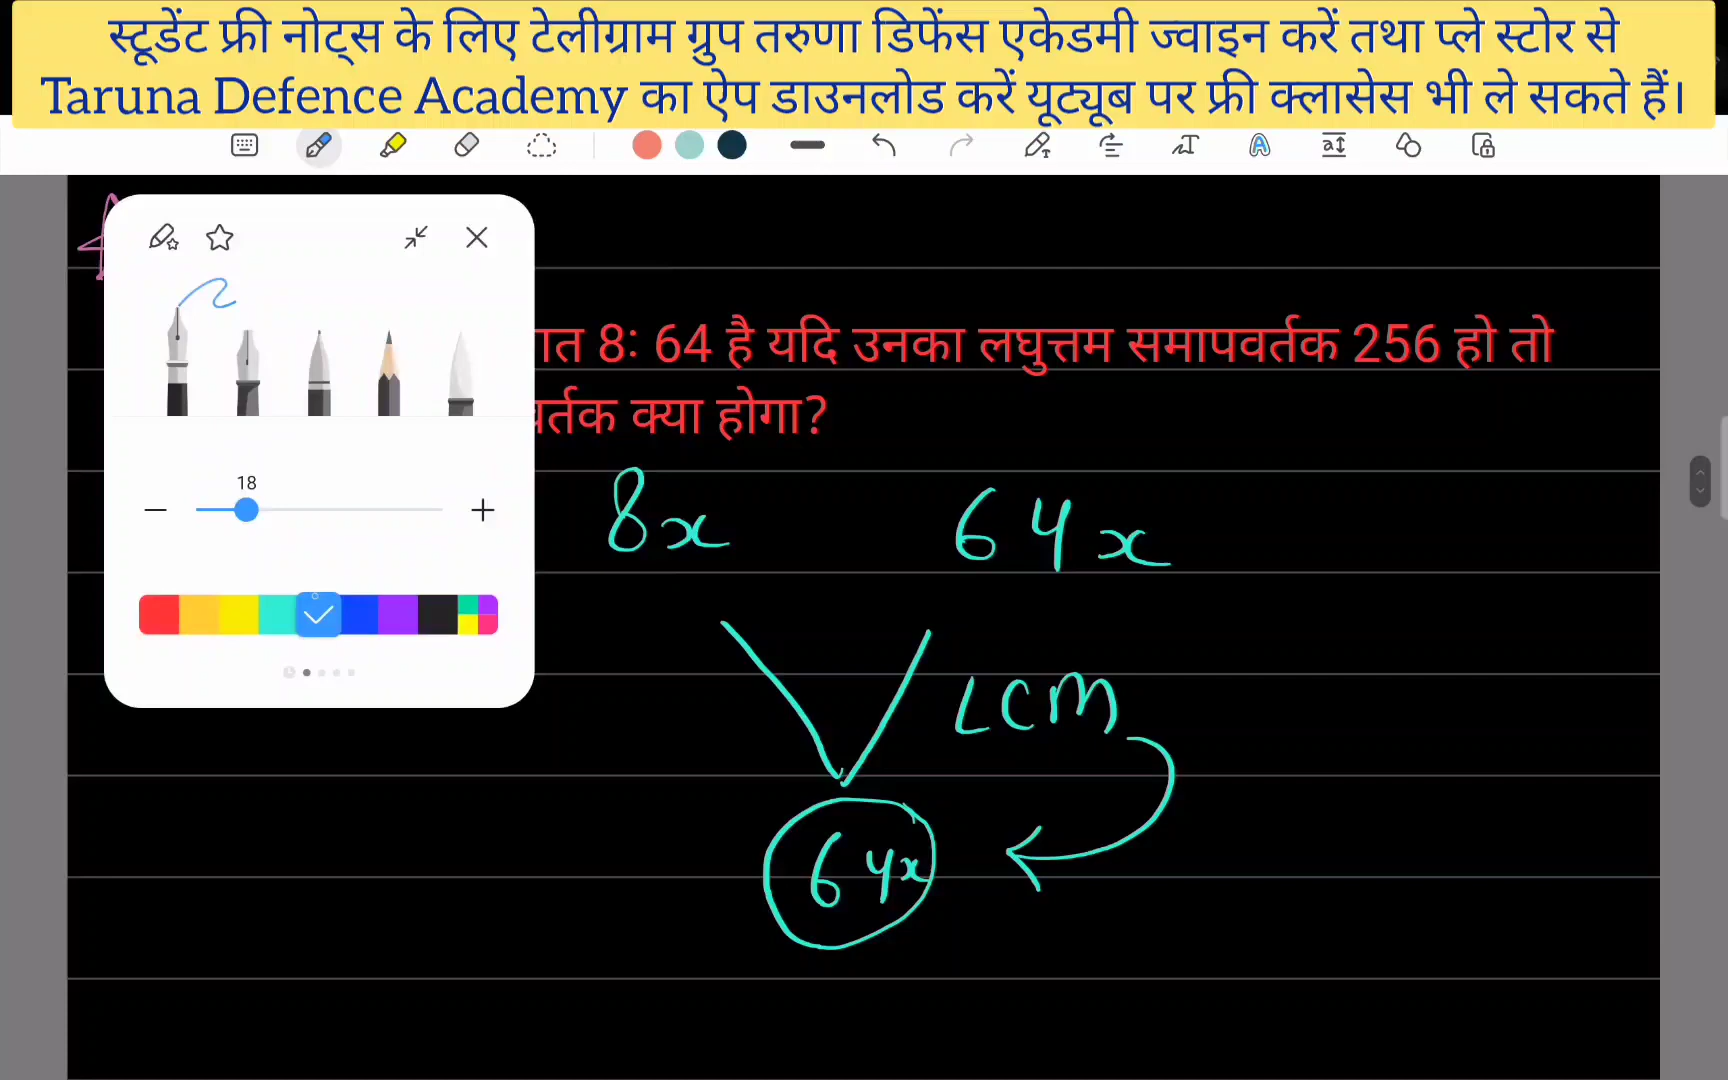 स्टूडेंट फ्री नोट्स के लिए टेलीग्राम ग्रुप तरुणा डिफेंस एकेडमी ज्वाइन करें तथा प्ले स्टोर से
Taruna Defence Academy का ऐप डाउनलोड करें यूट्यूब पर फ्री क्लासेस भी ले सकते हैं।
18
8: 64 है यदि उनका लघुत्तम समापवर्तक 256 हो तो
क्या होगा?
8x 64x
LCM
64x